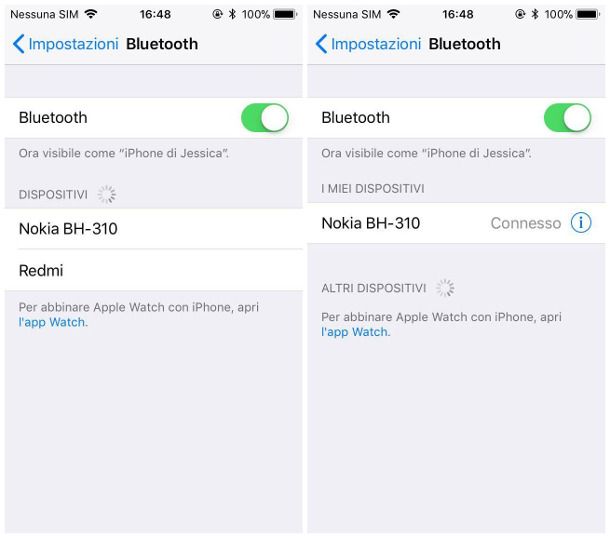 Nessuna SIM 16:48 100%
Impostazioni Bluetooth
Bluetooth
Ora visibile come “iPhone di Jessica”.
DISPOSITIVI
Nokia BH-310
Redmi
Per abbinare Apple Watch con iPhone, apri
l'app Watch.
Nessuna SIM 16:48 100%
Impostazioni Bluetooth
Bluetooth
Ora visibile come “iPhone di Jessica”.
I MIEI DISPOSITIVI
Nokia BH-310 Connesso
ALTRI DISPOSITIVI
Per abbinare Apple Watch con iPhone, apri
l'app Watch.